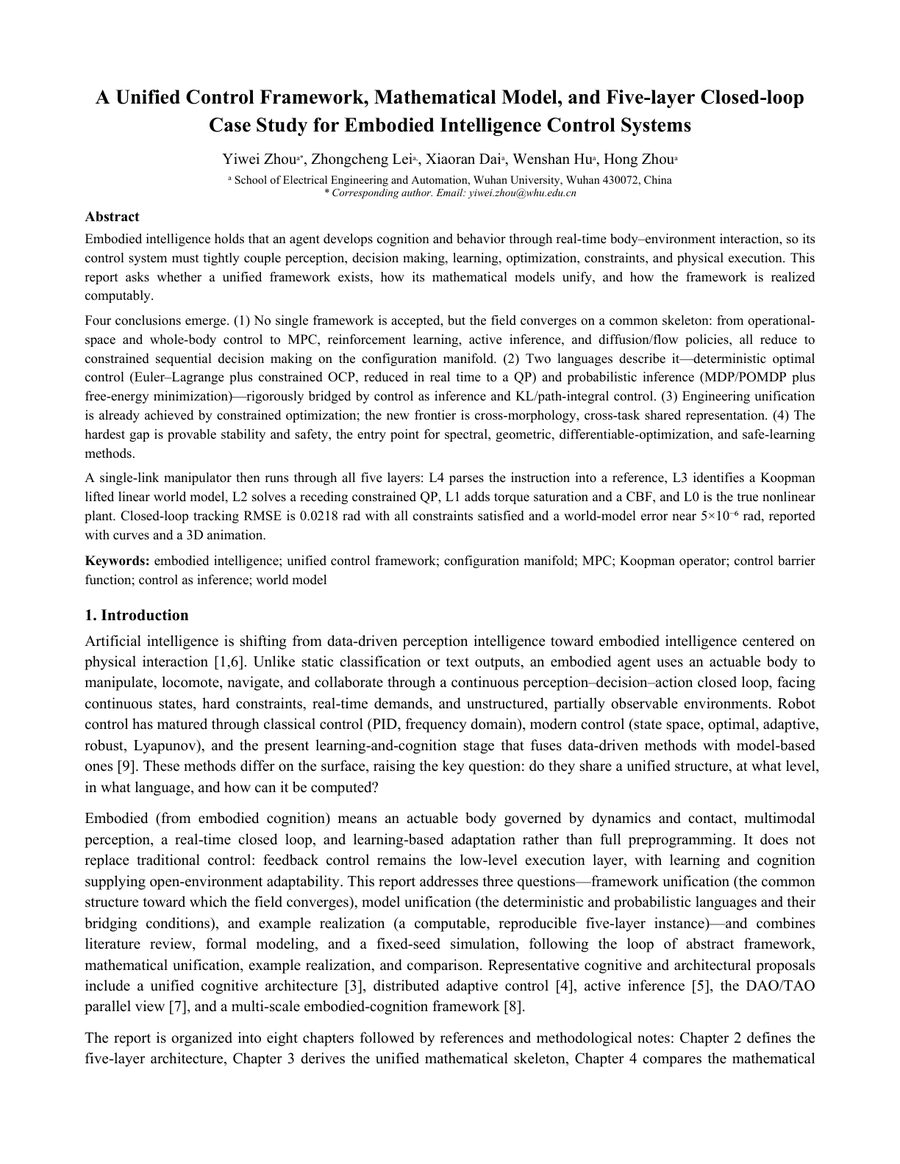 A Unified Control Framework, Mathematical Model, and Five-layer Closed-loop
Case Study for Embodied Intelligence Control Systems
Yiwei Zhouᵃ*, Zhongcheng Leiᵃ, Xiaoran Daiᵃ, Wenshan Huᵃ, Hong Zhouᵃ
ᵃ School of Electrical Engineering and Automation, Wuhan University, Wuhan 430072, China
* Corresponding author. Email: yiwei.zhou@whu.edu.cn
Abstract
Embodied intelligence holds that an agent develops cognition and behavior through real-time body–environment interaction, so its
control system must tightly couple perception, decision making, learning, optimization, constraints, and physical execution. This
report asks whether a unified framework exists, how its mathematical models unify, and how the framework is realized
computably.
Four conclusions emerge. (1) No single framework is accepted, but the field converges on a common skeleton: from operational-
space and whole-body control to MPC, reinforcement learning, active inference, and diffusion/flow policies, all reduce to
constrained sequential decision making on the configuration manifold. (2) Two languages describe it—deterministic optimal
control (Euler–Lagrange plus constrained OCP, reduced in real time to a QP) and probabilistic inference (MDP/POMDP plus
free-energy minimization)—rigorously bridged by control as inference and KL/path-integral control. (3) Engineering unification
is already achieved by constrained optimization; the new frontier is cross-morphology, cross-task shared representation. (4) The
hardest gap is provable stability and safety, the entry point for spectral, geometric, differentiable-optimization, and safe-learning
methods.
A single-link manipulator then runs through all five layers: L4 parses the instruction into a reference, L3 identifies a Koopman
lifted linear world model, L2 solves a receding constrained QP, L1 adds torque saturation and a CBF, and L0 is the true nonlinear
plant. Closed-loop tracking RMSE is 0.0218 rad with all constraints satisfied and a world-model error near 5×10⁻⁶ rad, reported
with curves and a 3D animation.
Keywords: embodied intelligence; unified control framework; configuration manifold; MPC; Koopman operator; control barrier
function; control as inference; world model
1. Introduction
Artificial intelligence is shifting from data-driven perception intelligence toward embodied intelligence centered on
physical interaction [1,6]. Unlike static classification or text outputs, an embodied agent uses an actuable body to
manipulate, locomote, navigate, and collaborate through a continuous perception–decision–action closed loop, facing
continuous states, hard constraints, real-time demands, and unstructured, partially observable environments. Robot
control has matured through classical control (PID, frequency domain), modern control (state space, optimal, adaptive,
robust, Lyapunov), and the present learning-and-cognition stage that fuses data-driven methods with model-based
ones [9]. These methods differ on the surface, raising the key question: do they share a unified structure, at what level,
in what language, and how can it be computed?
Embodied (from embodied cognition) means an actuable body governed by dynamics and contact, multimodal
perception, a real-time closed loop, and learning-based adaptation rather than full preprogramming. It does not
replace traditional control: feedback control remains the low-level execution layer, with learning and cognition
supplying open-environment adaptability. This report addresses three questions—framework unification (the common
structure toward which the field converges), model unification (the deterministic and probabilistic languages and their
bridging conditions), and example realization (a computable, reproducible five-layer instance)—and combines
literature review, formal modeling, and a fixed-seed simulation, following the loop of abstract framework,
mathematical unification, example realization, and comparison. Representative cognitive and architectural proposals
include a unified cognitive architecture [3], distributed adaptive control [4], active inference [5], the DAO/TAO
parallel view [7], and a multi-scale embodied-cognition framework [8].
The report is organized into eight chapters followed by references and methodological notes: Chapter 2 defines the
five-layer architecture, Chapter 3 derives the unified mathematical skeleton, Chapter 4 compares the mathematical